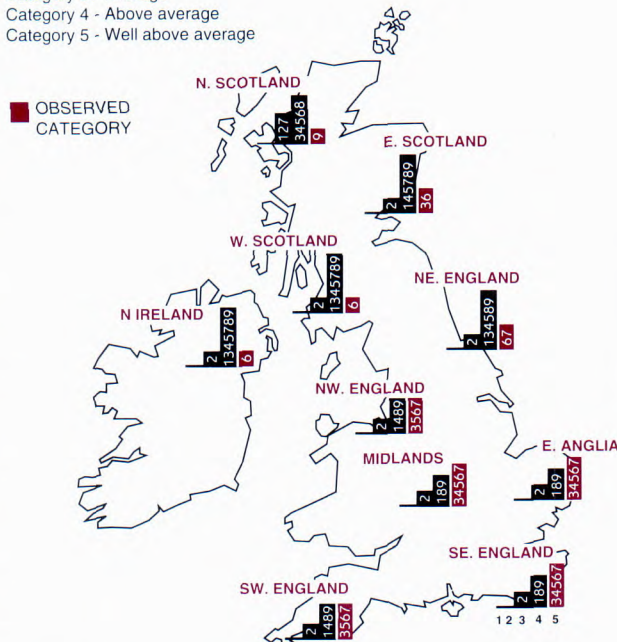 Category 4 - Above average
Category 5 - Well above average
OBSERVED
CATEGORY
N. SCOTLAND
127
34568
9
E. SCOTLAND
2
145789
36
W. SCOTLAND
2
1345789
6
NE. ENGLAND
2
134589
67
N IRELAND
2
1345789
6
NW. ENGLAND
2
1489
3567
MIDLANDS
2
189
34567
E. ANGLIA
2
189
34567
SE. ENGLAND
2
189
34567
1 2 3 4 5
SW. ENGLAND
2
1489
3567